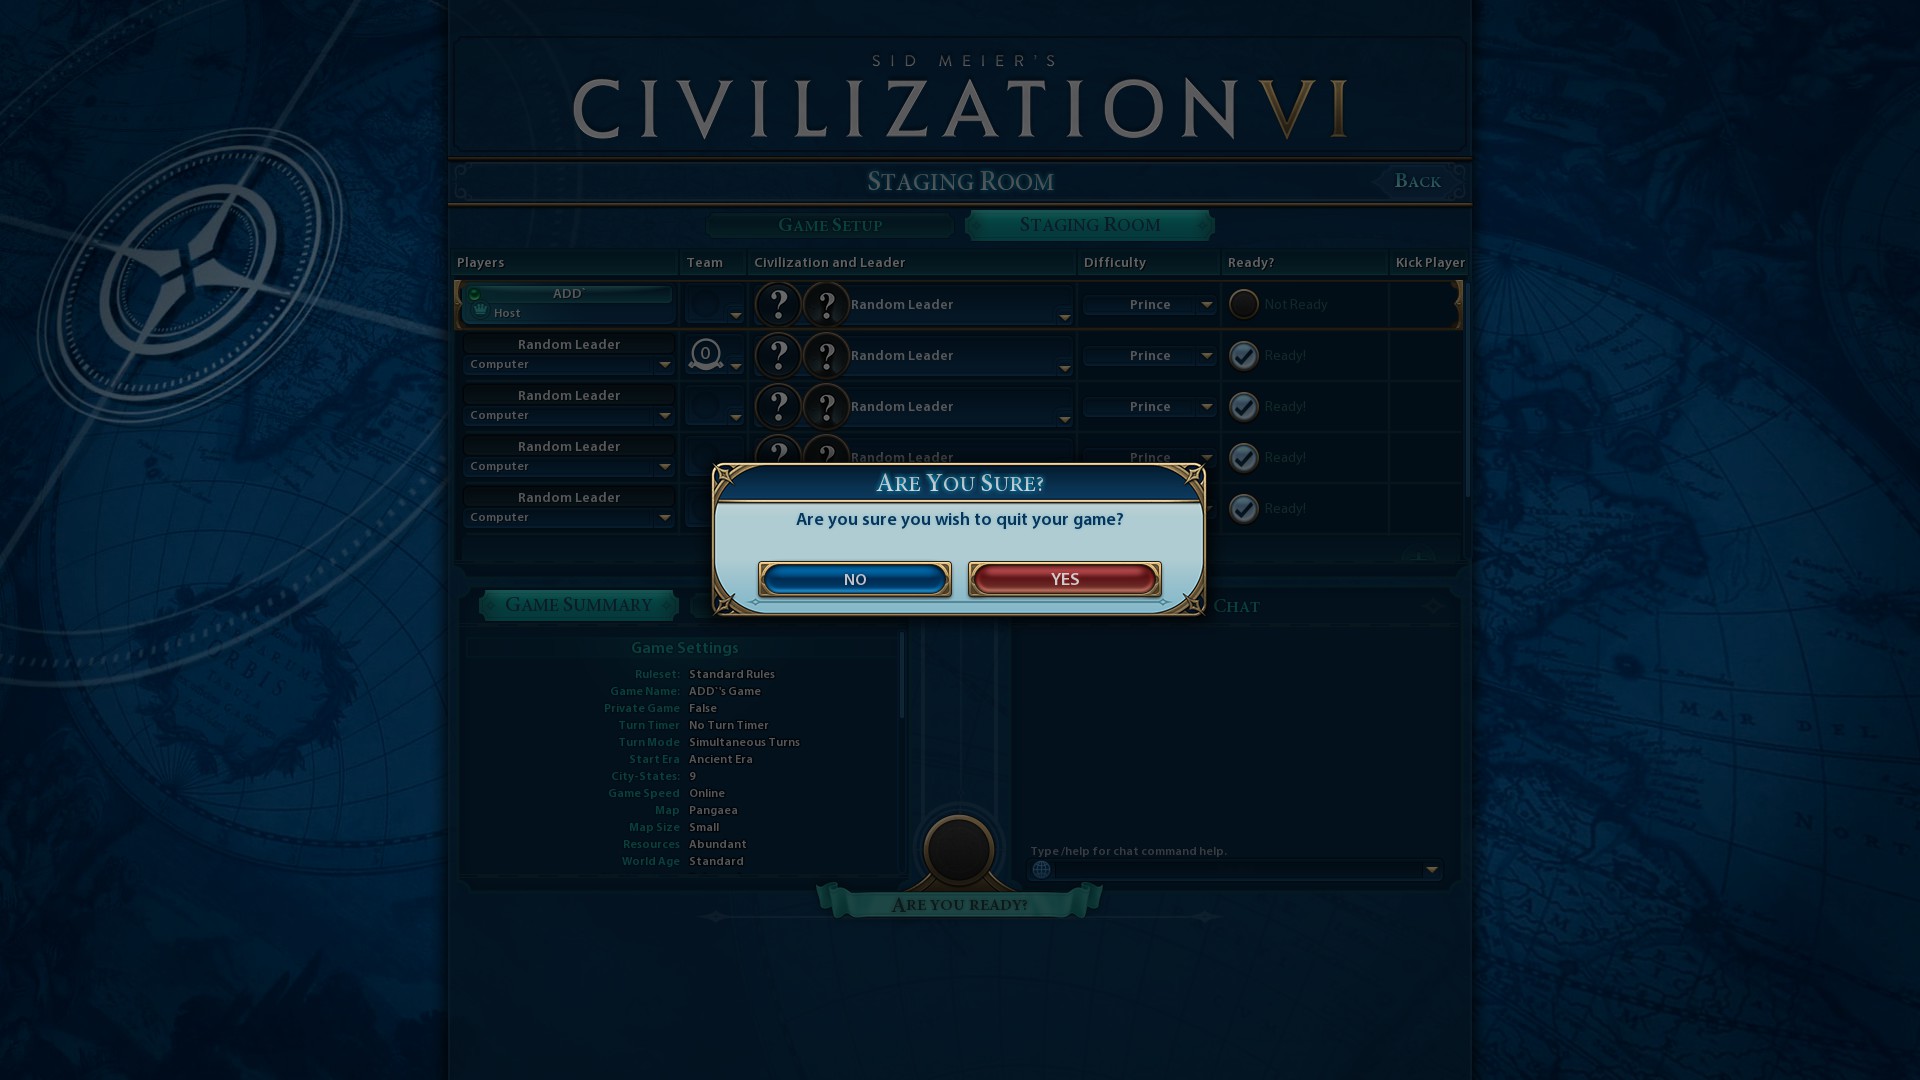 SID MEIER'S
CIVILIZATION VI
STAGING ROOM
BACK
GAME SETUP
STAGING ROOM
Players Team Civilization and Leader Difficulty Ready? Kick Player
ADD`
Host
? ? Random Leader Prince Not Ready
Random Leader
Computer
0 ? ? Random Leader Prince Ready!
Random Leader
Computer
? ? Random Leader Prince Ready!
Random Leader
Computer
? ? Random Leader Prince Ready!
Random Leader
Computer
Ready!
ARE YOU SURE?
Are you sure you wish to quit your game?
NO YES
GAME SUMMARY
CHAT
Game Settings
Ruleset: Standard Rules
Game Name: ADD`'s Game
Private Game False
Turn Timer No Turn Timer
Turn Mode Simultaneous Turns
Start Era Ancient Era
City-States: 9
Game Speed Online
Map Pangaea
Map Size Small
Resources Abundant
World Age Standard
Type /help for chat command help.
ARE YOU READY?
MAR DEL
NORT